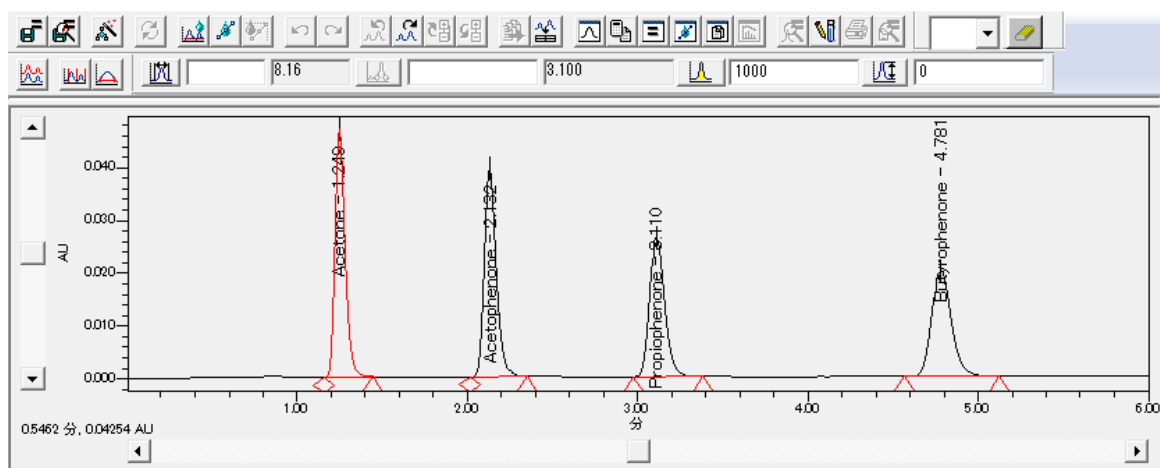 8.16 3.100 1000 0
Acetone - 1.249
Acetophenone - 2.132
Propiophenone - 3.110
Butyrophenone - 4.781
0.040
0.030
AU
0.020
0.010
0.000
1.00 2.00 3.00 4.00 5.00 6.00
分
0.5462 分, 0.04254 AU